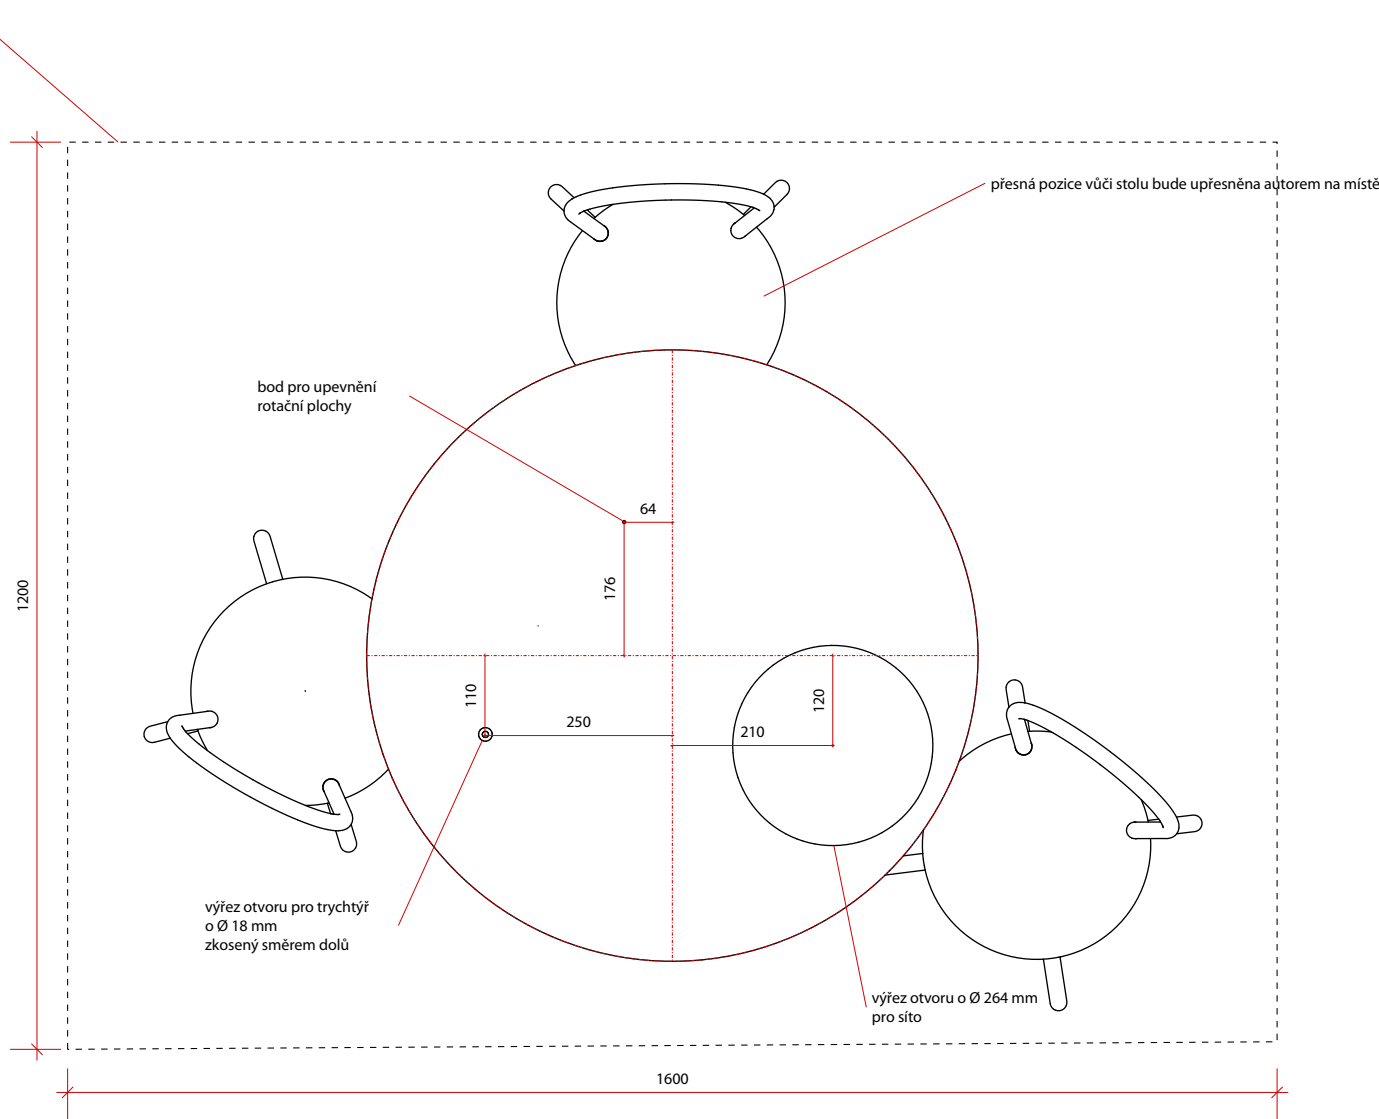 přesná pozice vůči stolu bude upřesněna autorem na místě
bod pro upevnění
rotační plochy
64
176
1200
110
250
120
210
výřez otvoru pro trychtýř
o Ø 18 mm
zkosený směrem dolů
výřez otvoru o Ø 264 mm
pro síto
1600